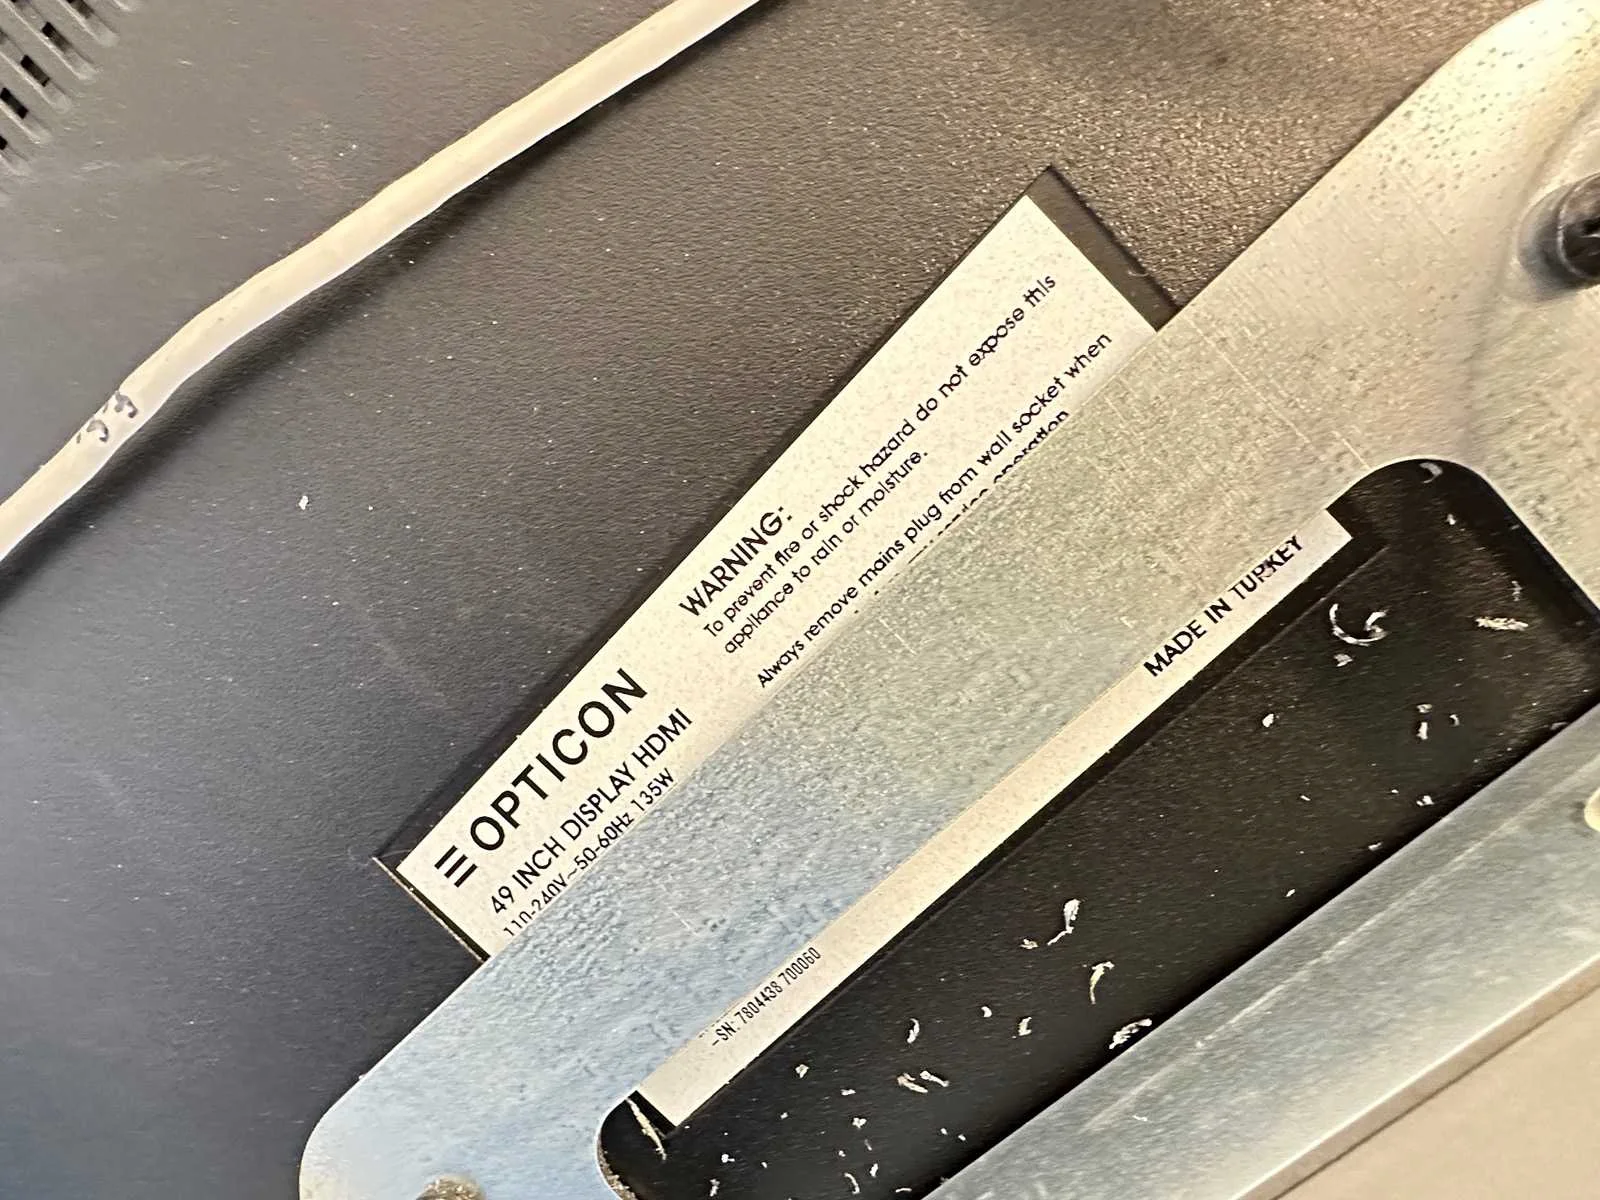 OPTICON
49 INCH DISPLAY HDMI
110-240V~50-60Hz 135W
WARNING:
To prevent fire or shock hazard do not expose this
appliance to rain or moisture.
Always remove mains plug from wall socket when
operation
SN: 7804438 700060
MADE IN TURKEY